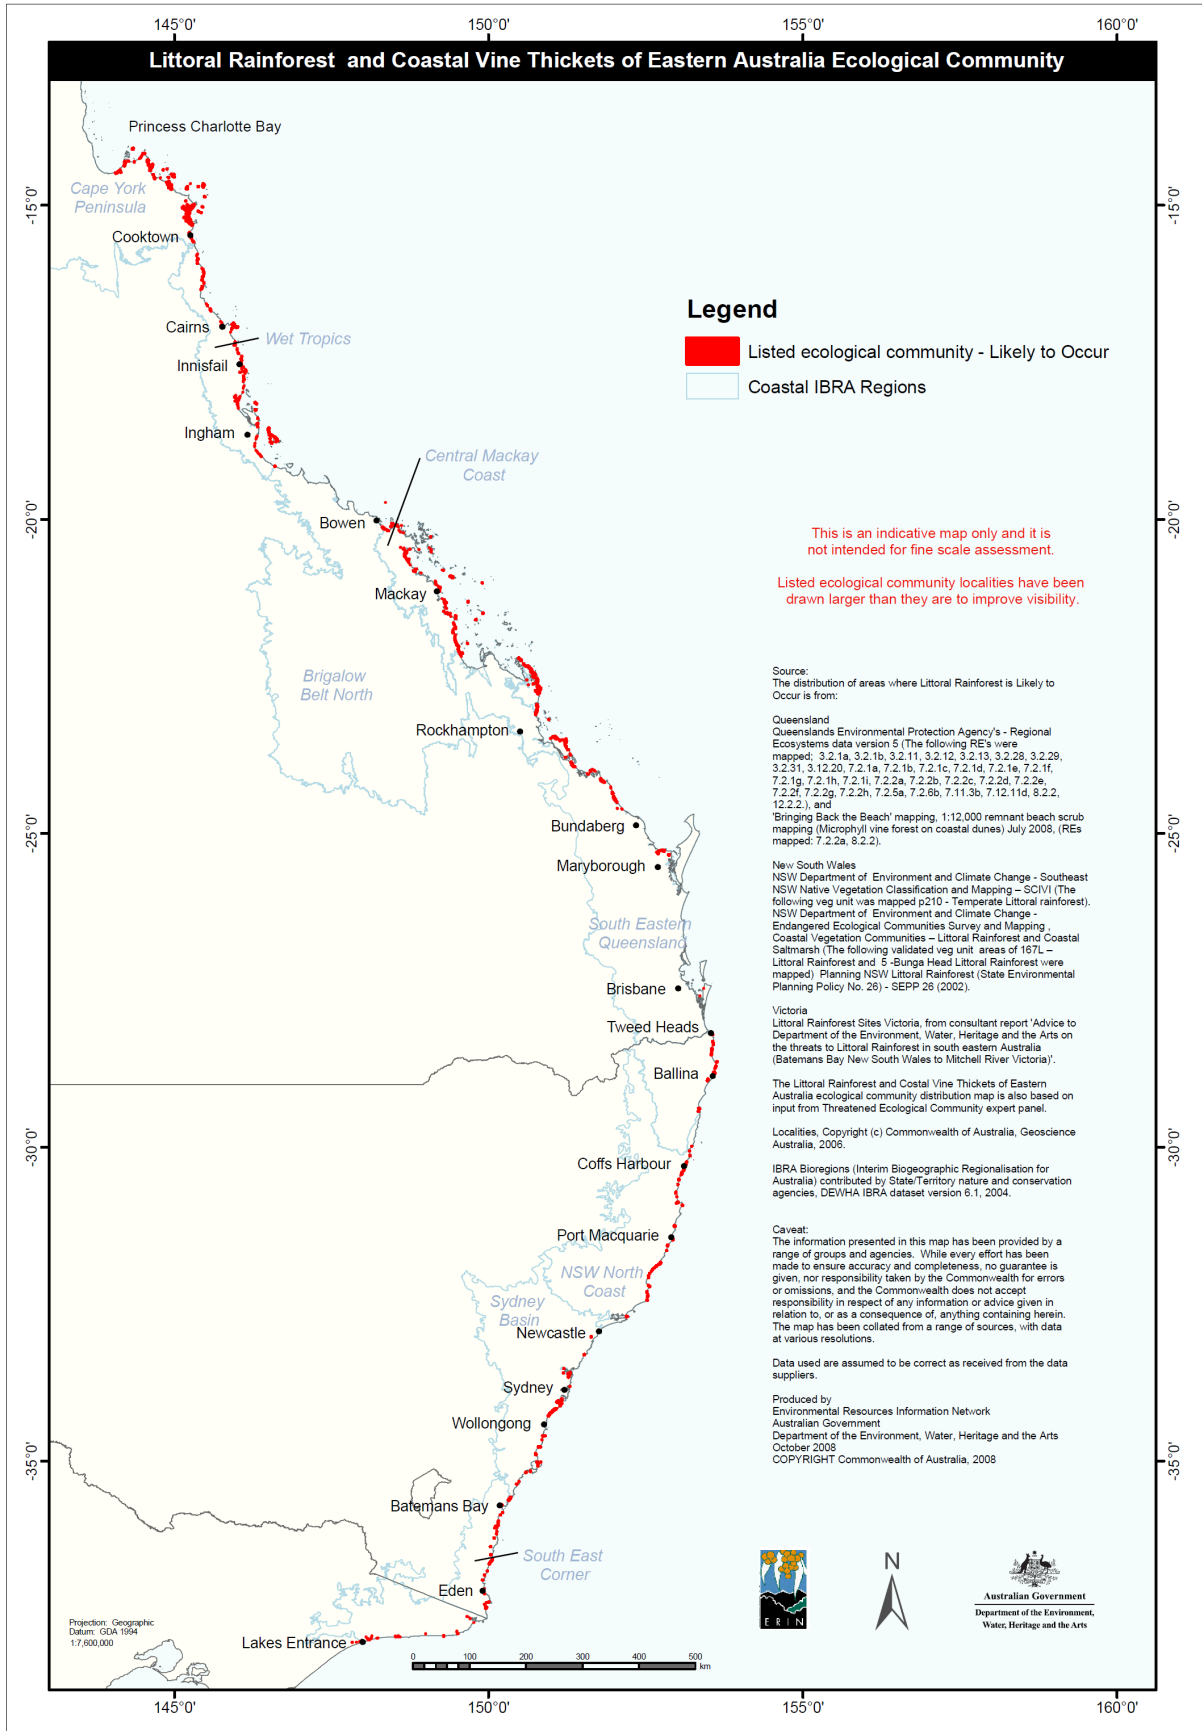 145°0'
150°0'
155°0'
160°0'
Littoral Rainforest and Coastal Vine Thickets of Eastern Australia Ecological Community
Princess Charlotte Bay
Cape York
Peninsula
-15°0'
-15°0'
Cooktown
Legend
Cairns
Wet Tropics
Listed ecological community - Likely to Occur
Innisfail
Coastal IBRA Regions
Ingham
Central Mackay
Coast
-20°0'
-20°0'
Bowen
This is an indicative map only and it is
not intended for fine scale assessment.
Listed ecological community localities have been
drawn larger than they are to improve visibility.
Mackay
Brigalow
Belt North
Rockhampton
Source:
The distribution of areas where Littoral Rainforest is Likely to
Occur is from:
Queensland
Queenslands Environmental Protection Agency's - Regional
Ecosystems data version 5 (The following RE's were
mapped; 3.2.1a, 3.2.1b, 3.2.11, 3.2.12, 3.2.13, 3.2.28, 3.2.29,
3.2.31, 3.12.20, 7.2.1a, 7.2.1b, 7.2.1c, 7.2.1d, 7.2.1e, 7.2.1f,
7.2.1g, 7.2.1h, 7.2.1i, 7.2.2a, 7.2.2b, 7.2.2c, 7.2.2d, 7.2.2e,
7.2.2f, 7.2.2g, 7.2.2h, 7.2.5a, 7.2.6b, 7.11.3b, 7.12.11d, 8.2.2,
12.2.2.), and
'Bringing Back the Beach' mapping, 1:12,000 remnant beach scrub
mapping (Microphyll vine forest on coastal dunes) July 2008, (REs
mapped: 7.2.2a, 8.2.2).
-25°0'
-25°0'
Bundaberg
Maryborough
South Eastern
Queensland
Brisbane
Tweed Heads
Ballina
New South Wales
NSW Department of Environment and Climate Change - Southeast
NSW Native Vegetation Classification and Mapping – SCIVI (The
following veg unit was mapped p210 - Temperate Littoral rainforest).
NSW Department of Environment and Climate Change -
Endangered Ecological Communities Survey and Mapping ,
Coastal Vegetation Communities – Littoral Rainforest and Coastal
Saltmarsh (The following validated veg unit areas of 167L –
Littoral Rainforest and 5 -Bunga Head Littoral Rainforest were
mapped) Planning NSW Littoral Rainforest (State Environmental
Planning Policy No. 26) - SEPP 26 (2002).
Victoria
Littoral Rainforest Sites Victoria, from consultant report 'Advice to
Department of the Environment, Water, Heritage and the Arts on
the threats to Littoral Rainforest in south eastern Australia
(Batemans Bay New South Wales to Mitchell River Victoria)'.
The Littoral Rainforest and Costal Vine Thickets of Eastern
Australia ecological community distribution map is also based on
input from Threatened Ecological Community expert panel.
Localities, Copyright (c) Commonwealth of Australia, Geoscience
Australia, 2006.
IBRA Bioregions (Interim Biogeographic Regionalisation for
Australia) contributed by State/Territory nature and conservation
agencies, DEWHA IBRA dataset version 6.1, 2004.
-30°0'
-30°0'
Coffs Harbour
Port Macquarie
NSW North
Coast
Sydney
Basin
Newcastle
Sydney
Wollongong
Caveat:
The information presented in this map has been provided by a
range of groups and agencies. While every effort has been
made to ensure accuracy and completeness, no guarantee is
given, nor responsibility taken by the Commonwealth for errors
or omissions, and the Commonwealth does not accept
responsibility in respect of any information or advice given in
relation to, or as a consequence of, anything containing herein.
The map has been collated from a range of sources, with data
at various resolutions.
Data used are assumed to be correct as received from the data
suppliers.
Produced by
Environmental Resources Information Network
Australian Government
Department of the Environment, Water, Heritage and the Arts
October 2008
COPYRIGHT Commonwealth of Australia, 2008
-35°0'
-35°0'
Batemans Bay
South East
Corner
Eden
Lakes Entrance
Projection: Geographic
Datum: GDA 1994
1:7,600,000
0 20 40 60 80 100 200 300 400 500
km
ERIN
N
Australian Government
Department of the Environment,
Water, Heritage and the Arts
145°0'
150°0'
155°0'
160°0'